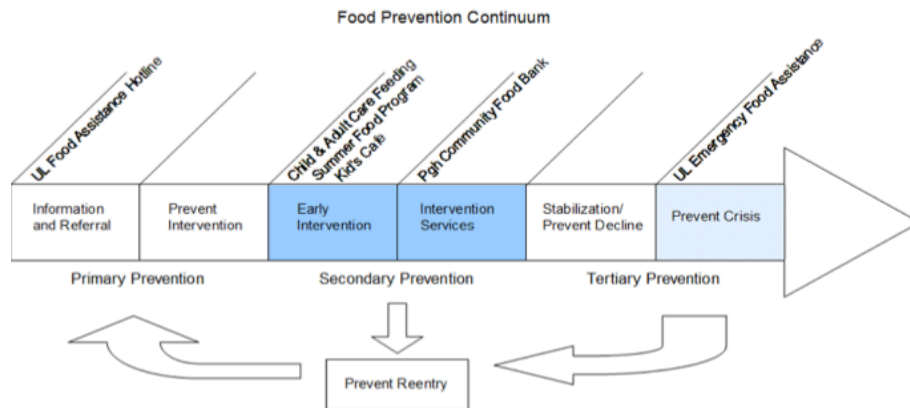 Food Prevention Continuum
UL Food Assistance Hotline
Child & Adult Care Feeding
Summer Food Program
Kid's Cafe
Pgh Community Food Bank
UL Emergency Food Assistance
Information
and Referral
Prevent
Intervention
Early
Intervention
Intervention
Services
Stabilization/
Prevent Decline
Prevent Crisis
Primary Prevention
Secondary Prevention
Tertiary Prevention
Prevent Reentry